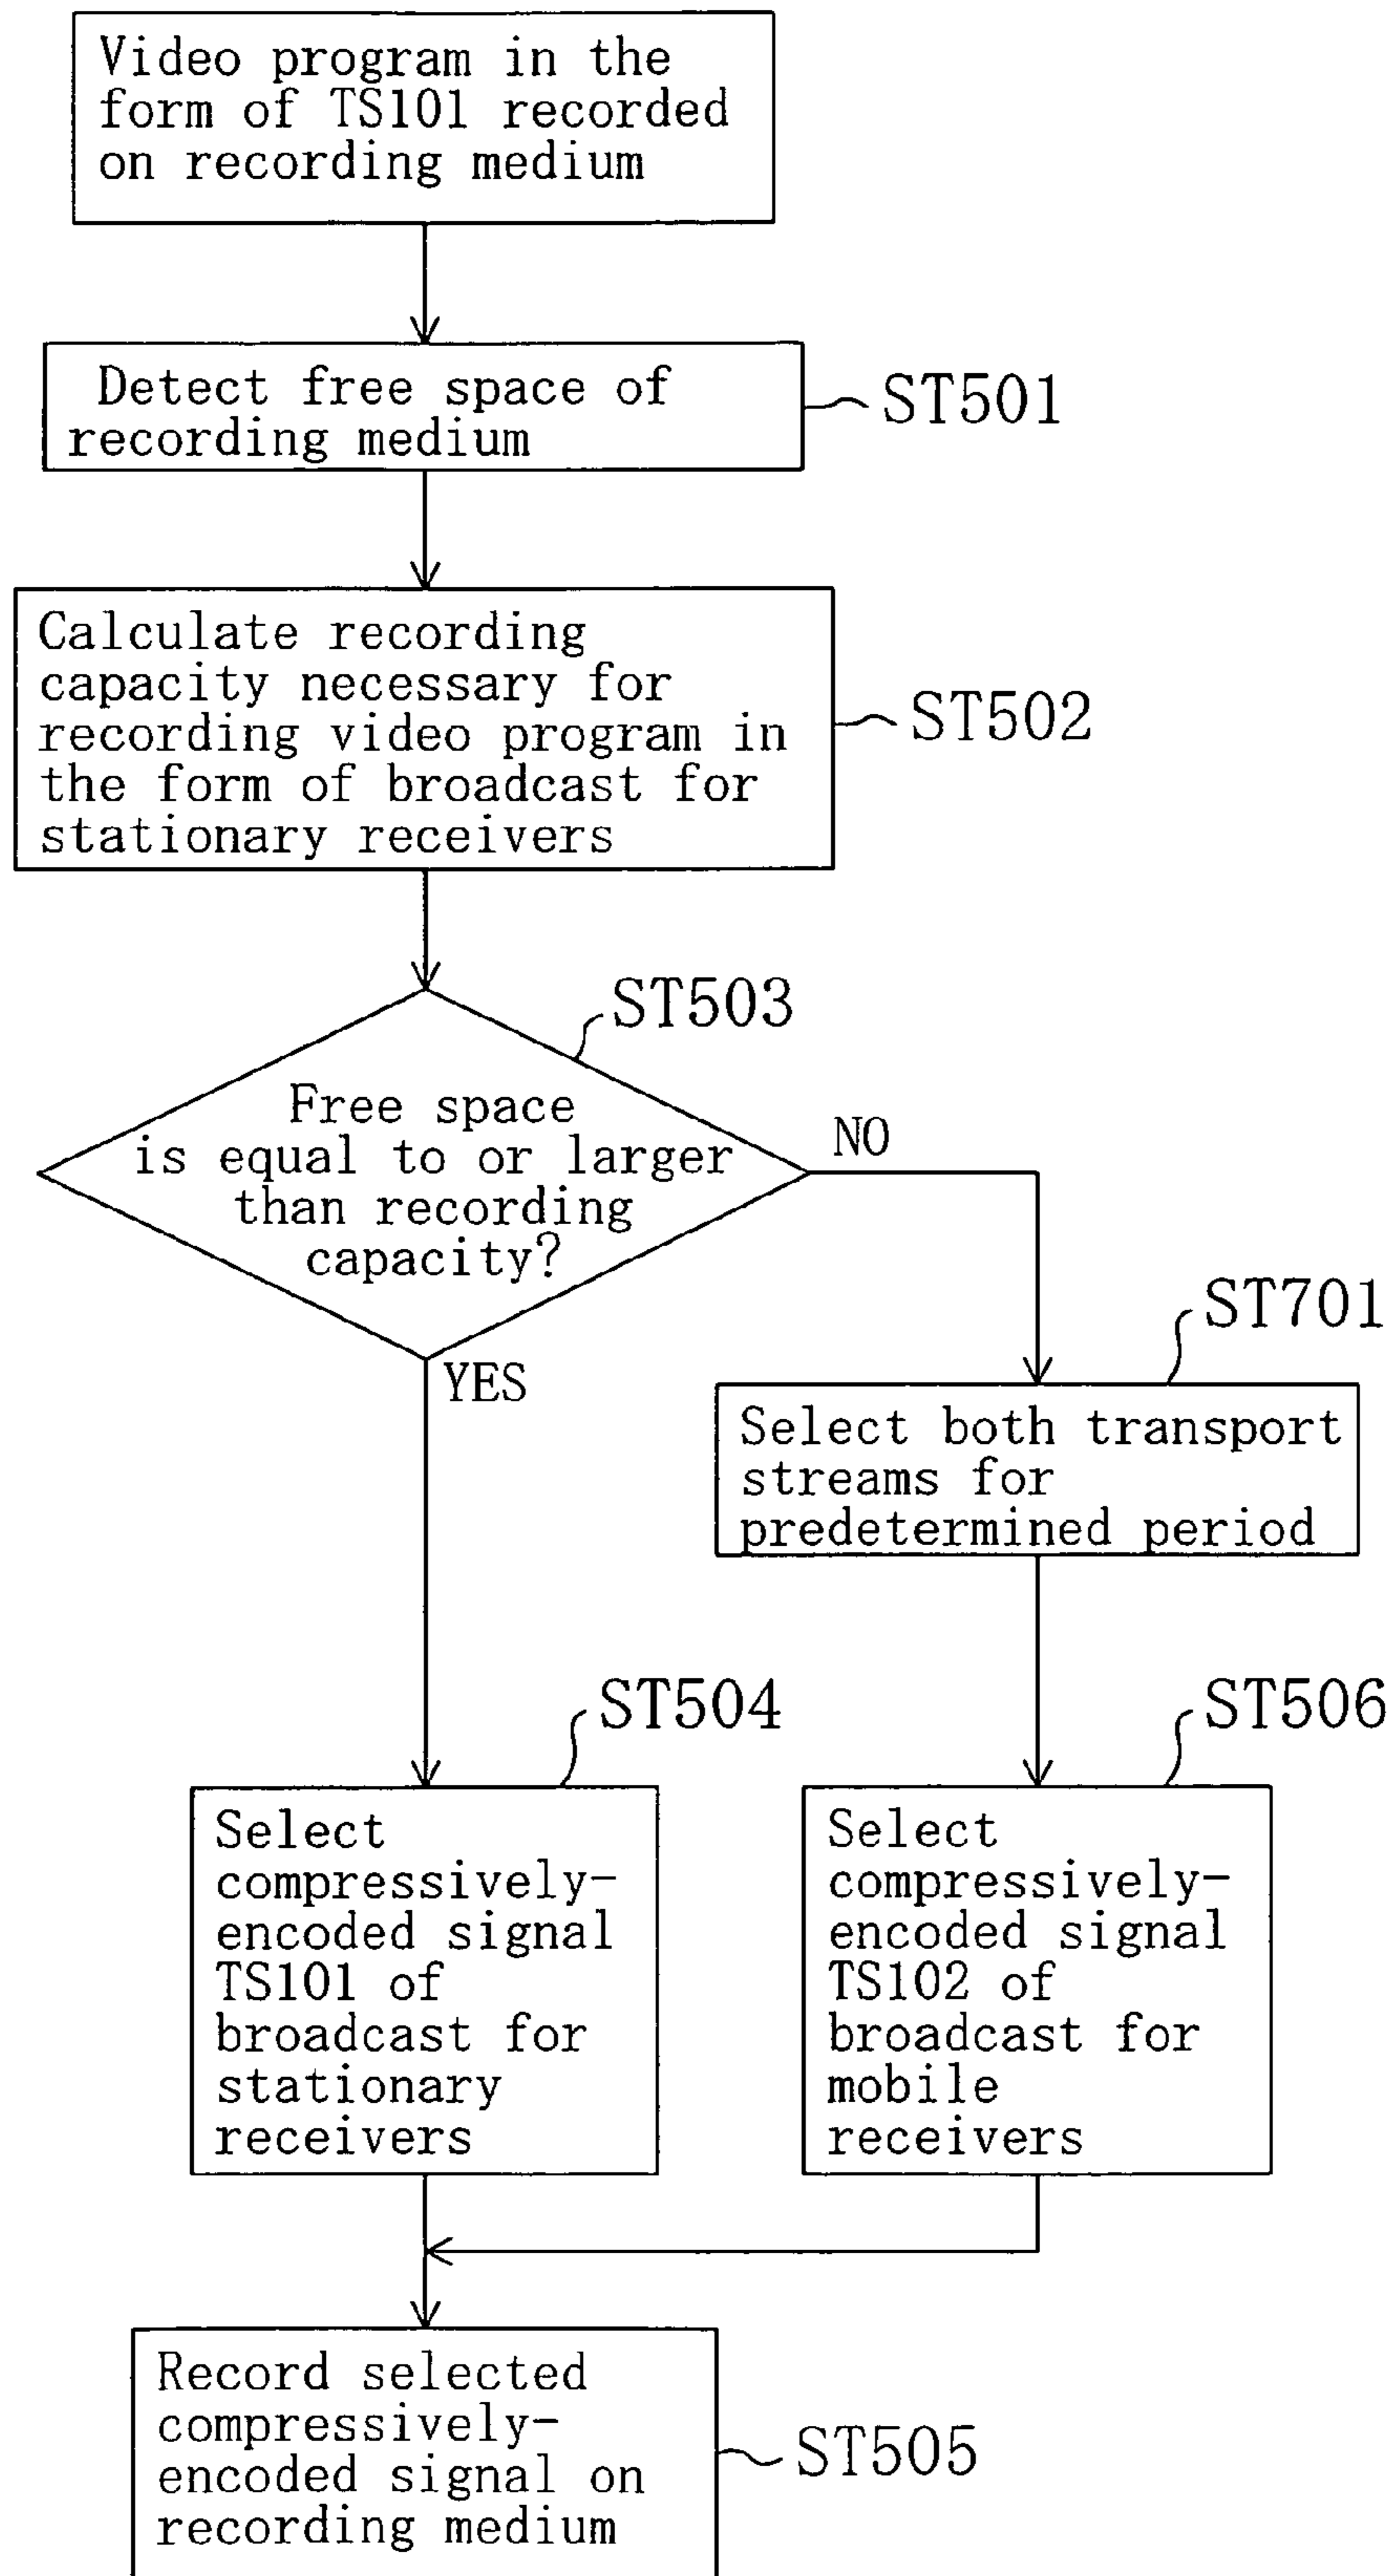 Video program in the
form of TS101 recorded
on recording medium
Detect free space of
recording medium
ST501
Calculate recording
capacity necessary for
recording video program in
the form of broadcast for
stationary receivers
ST502
ST503
Free space
is equal to or larger
than recording
capacity?
NO
YES
ST701
Select both transport
streams for
predetermined period
ST504
Select
compressively-
encoded signal
TS101 of
broadcast for
stationary
receivers
ST506
Select
compressively-
encoded signal
TS102 of
broadcast for
mobile
receivers
Record selected
compressively-
encoded signal on
recording medium
ST505